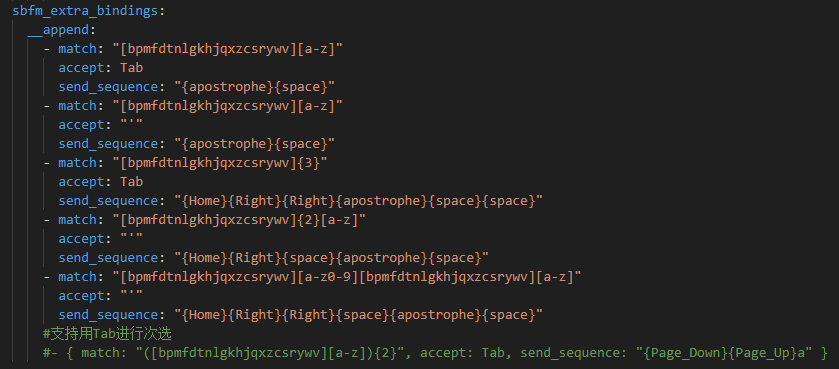 sbfm_extra_bindings:
__append:
- match: "[bpmfdtnlgkhjqxzcsrywv][a-z]"
accept: Tab
send_sequence: "{apostrophe}{space}"
- match: "[bpmfdtnlgkhjqxzcsrywv][a-z]"
accept: "'"
send_sequence: "{apostrophe}{space}"
- match: "[bpmfdtnlgkhjqxzcsrywv]{3}"
accept: Tab
send_sequence: "{Home}{Right}{Right}{apostrophe}{space}{space}"
- match: "[bpmfdtnlgkhjqxzcsrywv]{2}[a-z]"
accept: "'"
send_sequence: "{Home}{Right}{space}{apostrophe}{space}"
- match: "[bpmfdtnlgkhjqxzcsrywv][a-z0-9][bpmfdtnlgkhjqxzcsrywv][a-z]"
accept: "'"
send_sequence: "{Home}{Right}{Right}{space}{apostrophe}{space}"
#支持用Tab进行次选
#- { match: "([bpmfdtnlgkhjqxzcsrywv][a-z]){2}", accept: Tab, send_sequence: "{Page_Down}{Page_Up}a" }